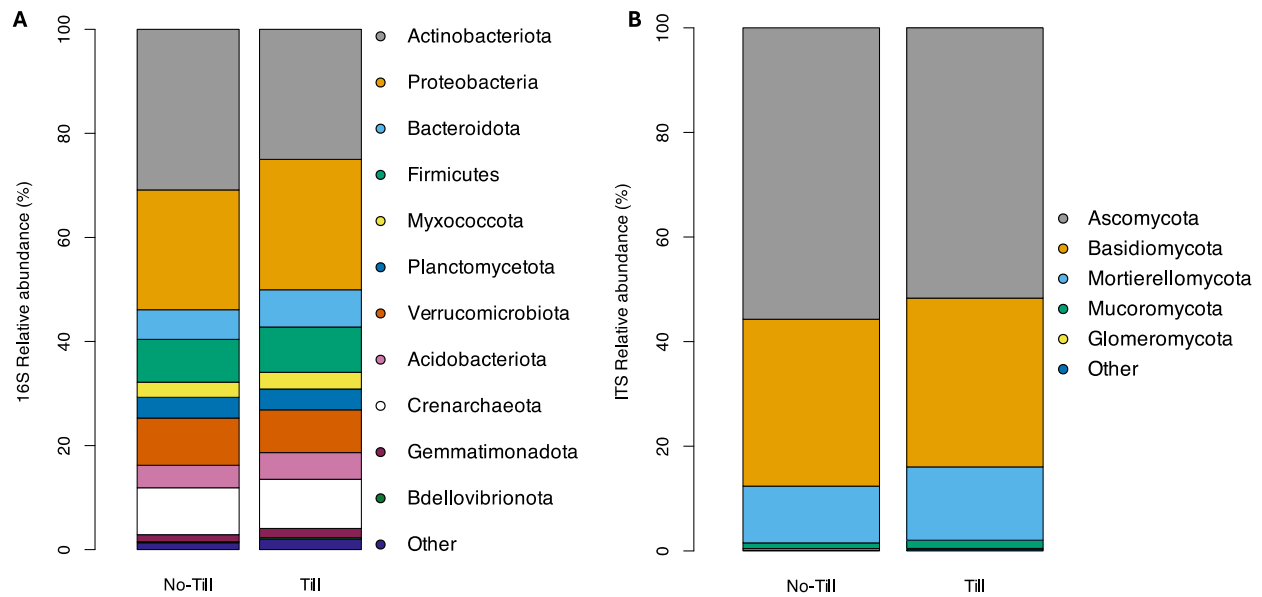 A
16S Relative abundance (%)
100
80
60
40
20
0
No-Till
Till
Actinobacteriota
Proteobacteria
Bacteroidota
Firmicutes
Myxococcota
Planctomycetota
Verrucomicrobiota
Acidobacteriota
Crenarchaeota
Gemmatimonadota
Bdellovibrionota
Other
B
ITS Relative abundance (%)
100
80
60
40
20
0
No-Till
Till
Ascomycota
Basidiomycota
Mortierellomycota
Mucoromycota
Glomeromycota
Other